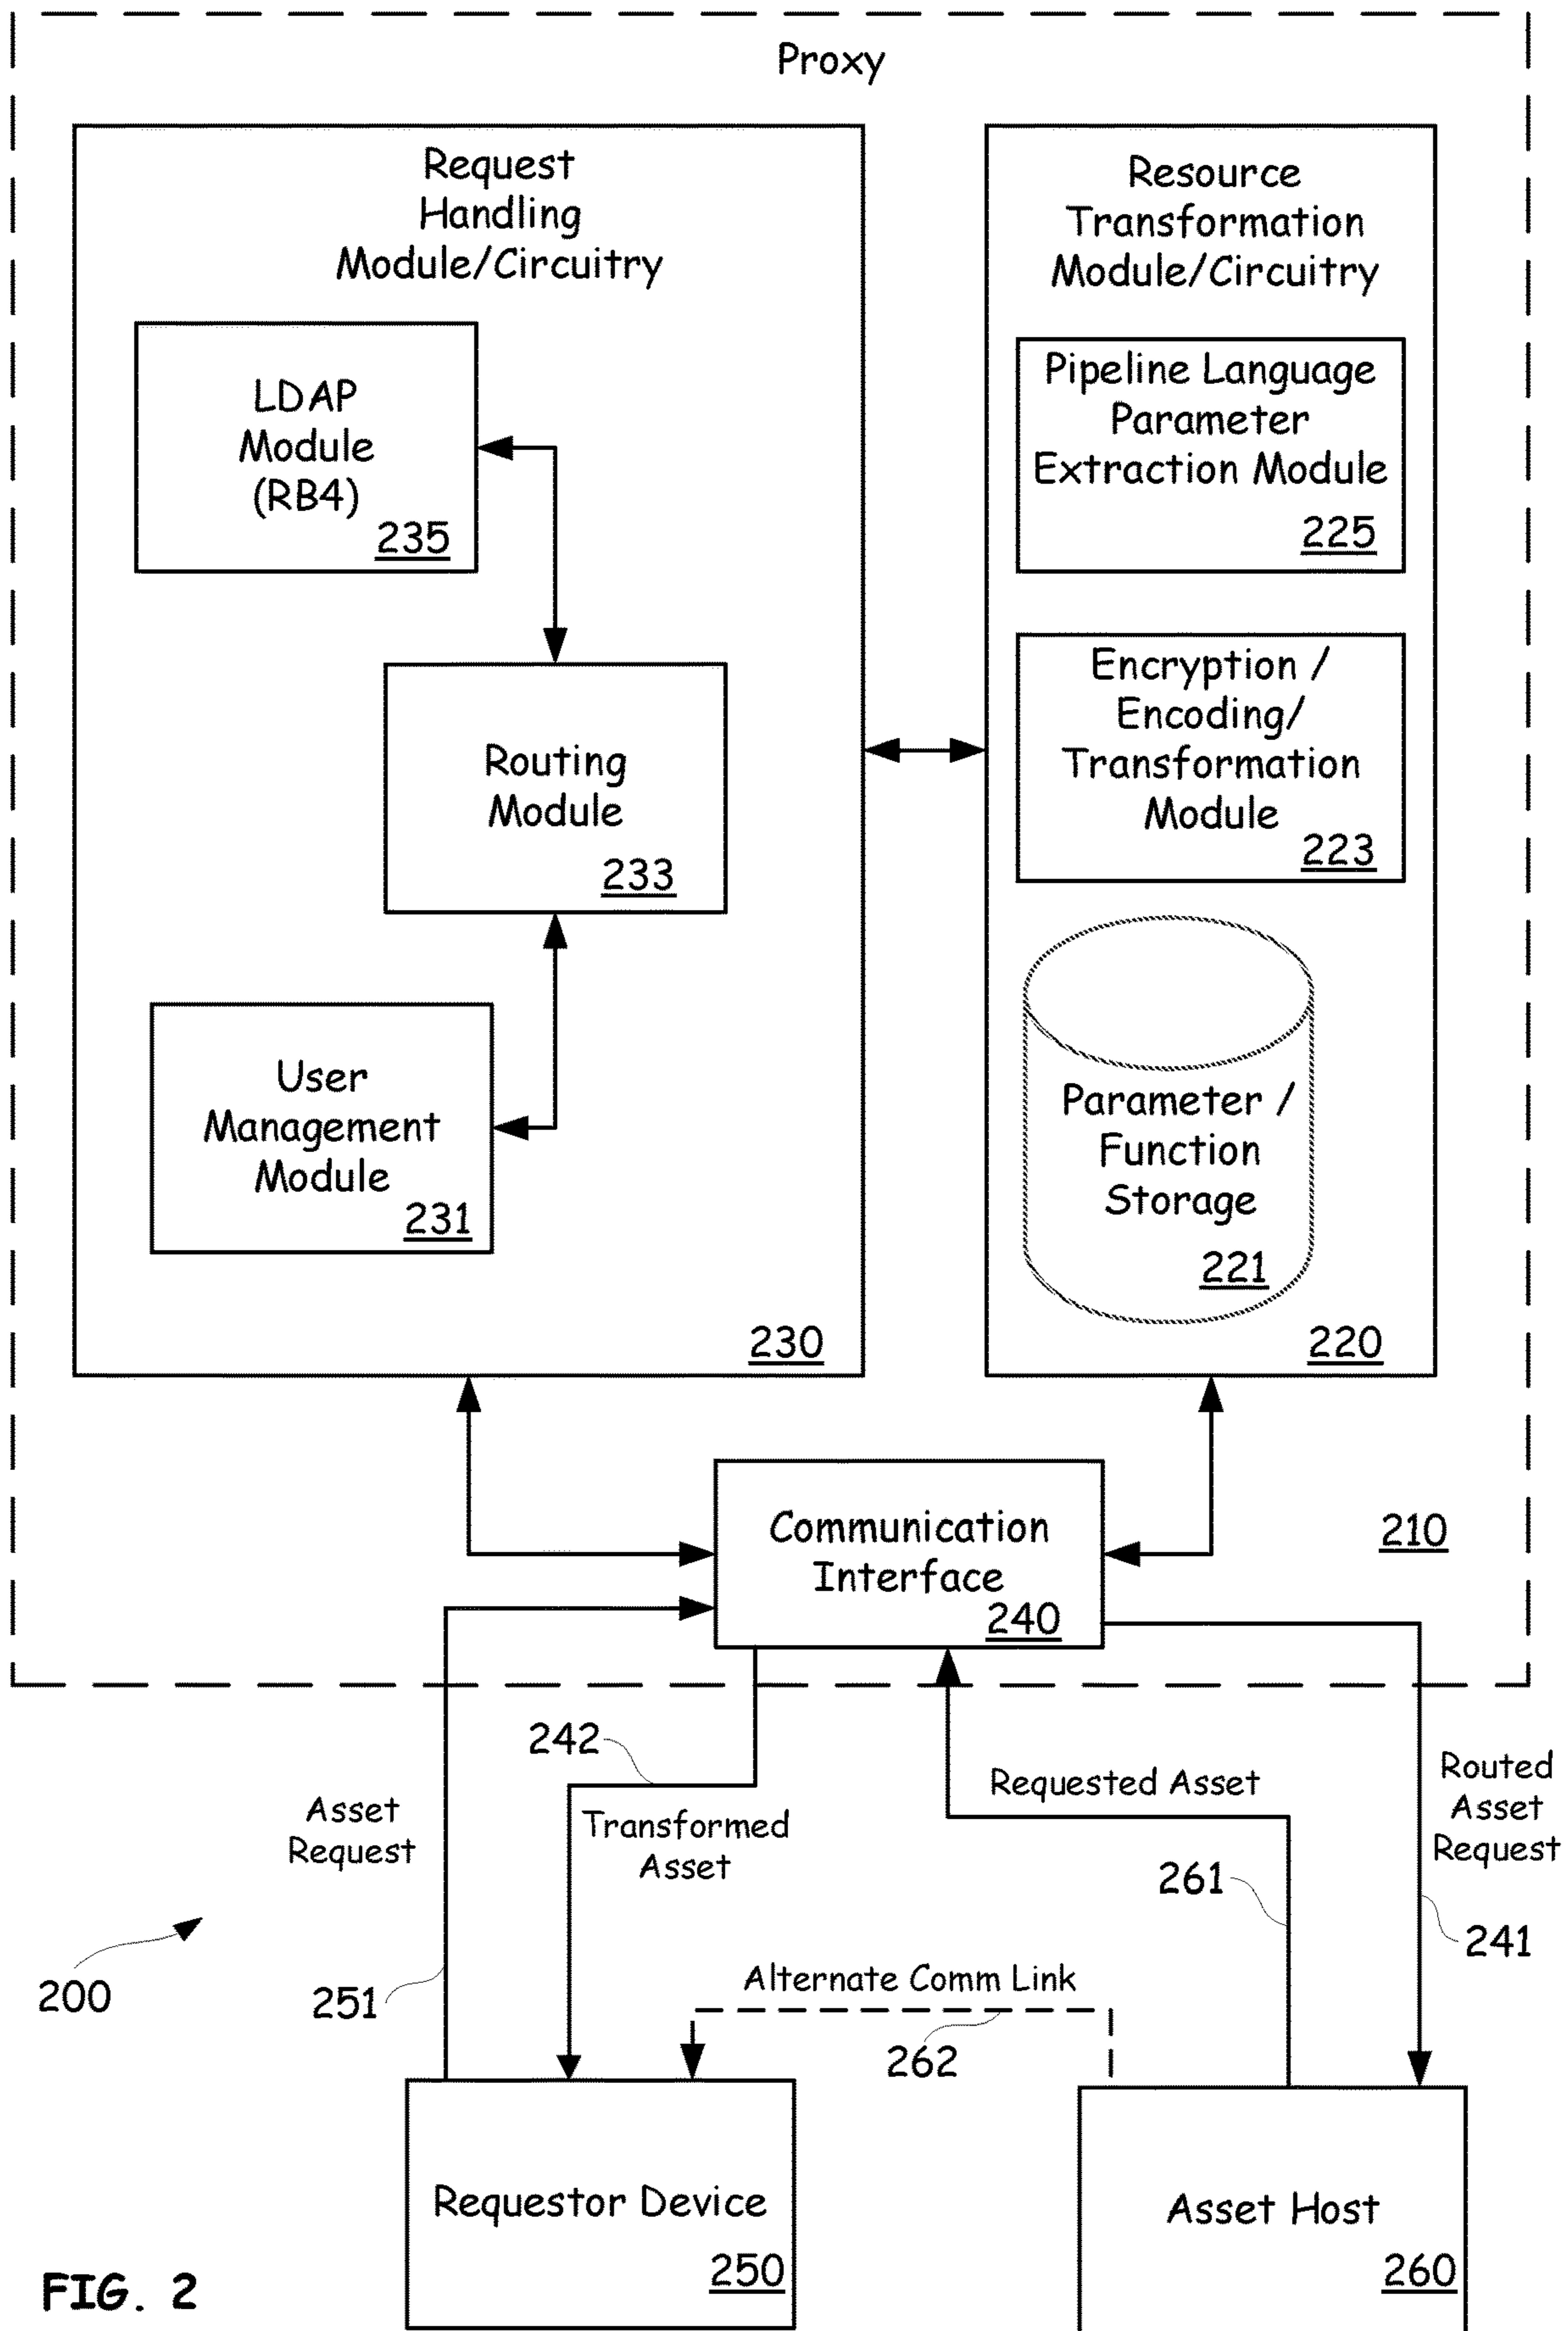 Proxy
Request
Handling
Module/Circuitry
LDAP
Module
(RB4)
235
Routing
Module
233
User
Management
Module
231
230
Resource
Transformation
Module/Circuitry
Pipeline Language
Parameter
Extraction Module
225
Encryption /
Encoding/
Transformation
Module
223
Parameter /
Function
Storage
221
220
Communication
Interface
240
210
242
Asset
Request
Transformed
Asset
Requested Asset
Routed
Asset
Request
261
241
200
251
Alternate Comm Link
262
Requestor Device
250
Asset Host
260
FIG. 2